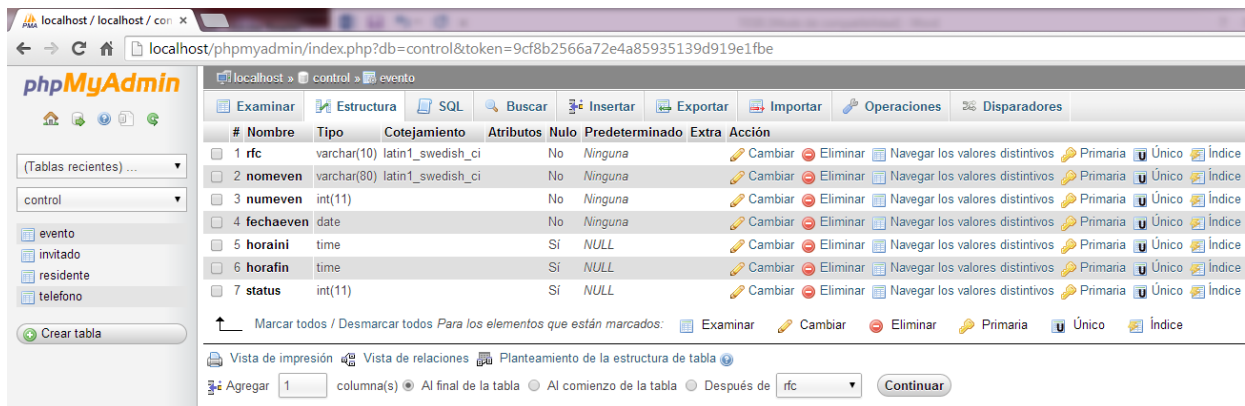 localhost / localhost / con ×
localhost/phpmyadmin/index.php?db=control&token=9cf8b2566a72e4a85935139d919e1fbe
phpMyAdmin
(Tablas recientes) ...
control
evento
invitado
residente
telefono
Crear tabla
localhost » control » evento
Examinar Estructura SQL Buscar Insertar Exportar Importar Operaciones Disparadores
# Nombre Tipo Cotejamiento Atributos Nulo Predeterminado Extra Acción
1 rfc varchar(10) latin1_swedish_ci No Ninguna Cambiar Eliminar Navegar los valores distintivos Primaria Único Índice
2 nomeven varchar(80) latin1_swedish_ci No Ninguna Cambiar Eliminar Navegar los valores distintivos Primaria Único Índice
3 numeven int(11) No Ninguna Cambiar Eliminar Navegar los valores distintivos Primaria Único Índice
4 fechaeven date No Ninguna Cambiar Eliminar Navegar los valores distintivos Primaria Único Índice
5 horaini time Sí NULL Cambiar Eliminar Navegar los valores distintivos Primaria Único Índice
6 horafin time Sí NULL Cambiar Eliminar Navegar los valores distintivos Primaria Único Índice
7 status int(11) Sí NULL Cambiar Eliminar Navegar los valores distintivos Primaria Único Índice
Marcar todos / Desmarcar todos Para los elementos que están marcados: Examinar Cambiar Eliminar Primaria Único Índice
Vista de impresión Vista de relaciones Planteamiento de la estructura de tabla
Agregar 1 columna(s) Al final de la tabla Al comienzo de la tabla Después de rfc Continuar